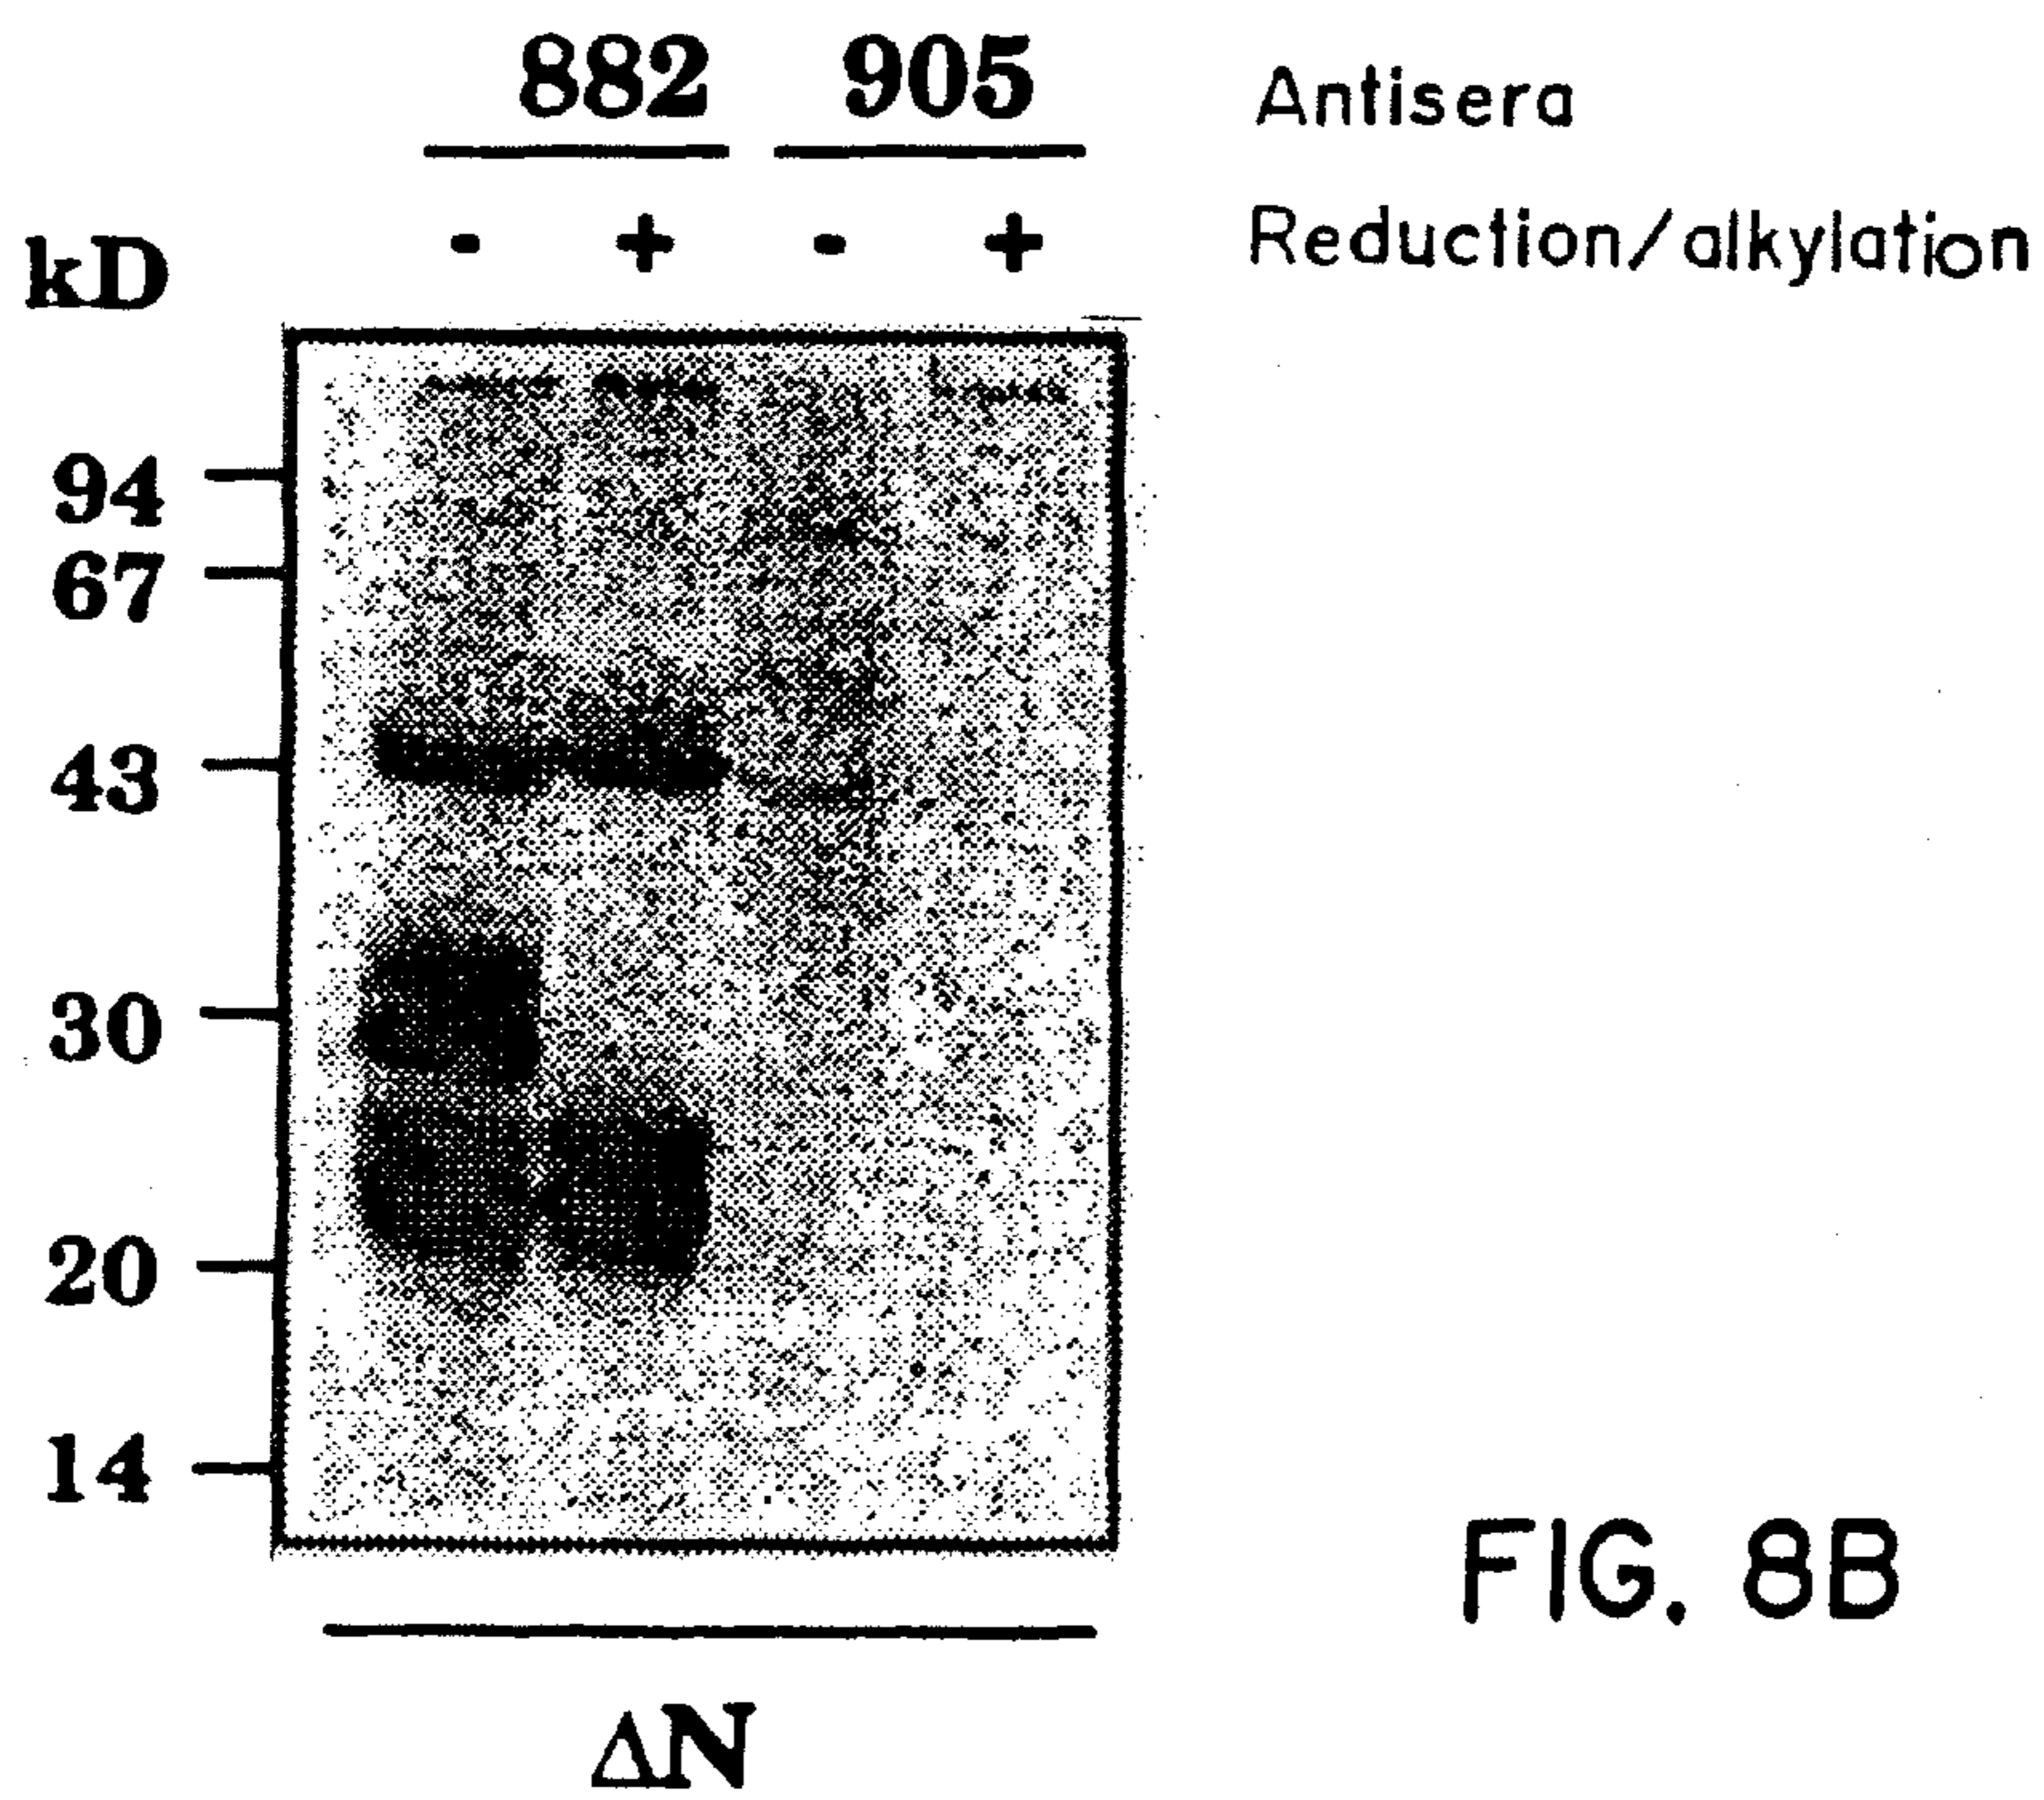 882 905 Antisera
- + - + Reduction/alkylation
kD
94
67
43
30
20
14
FIG. 8B
ΔN